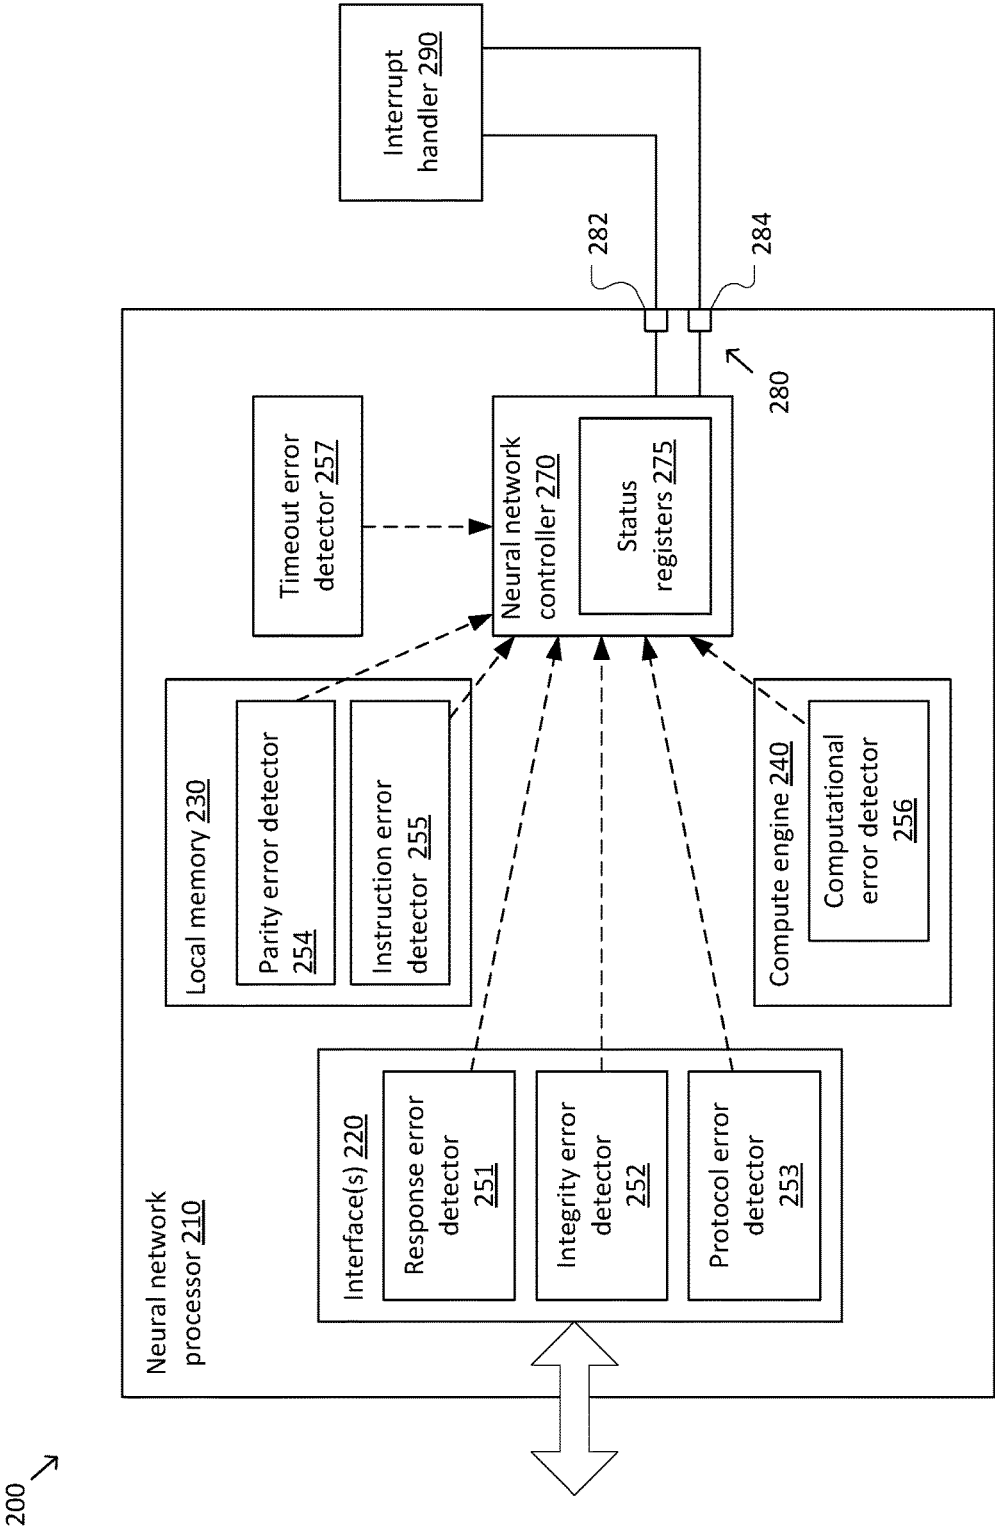 200
Neural network
processor 210
Interface(s) 220
Response error
detector
251
Integrity error
detector
252
Protocol error
detector
253
Local memory 230
Parity error detector
254
Instruction error
detector 255
Compute engine 240
Computational
error detector
256
Timeout error
detector 257
Neural network
controller 270
Status
registers 275
280
282
284
Interrupt
handler 290